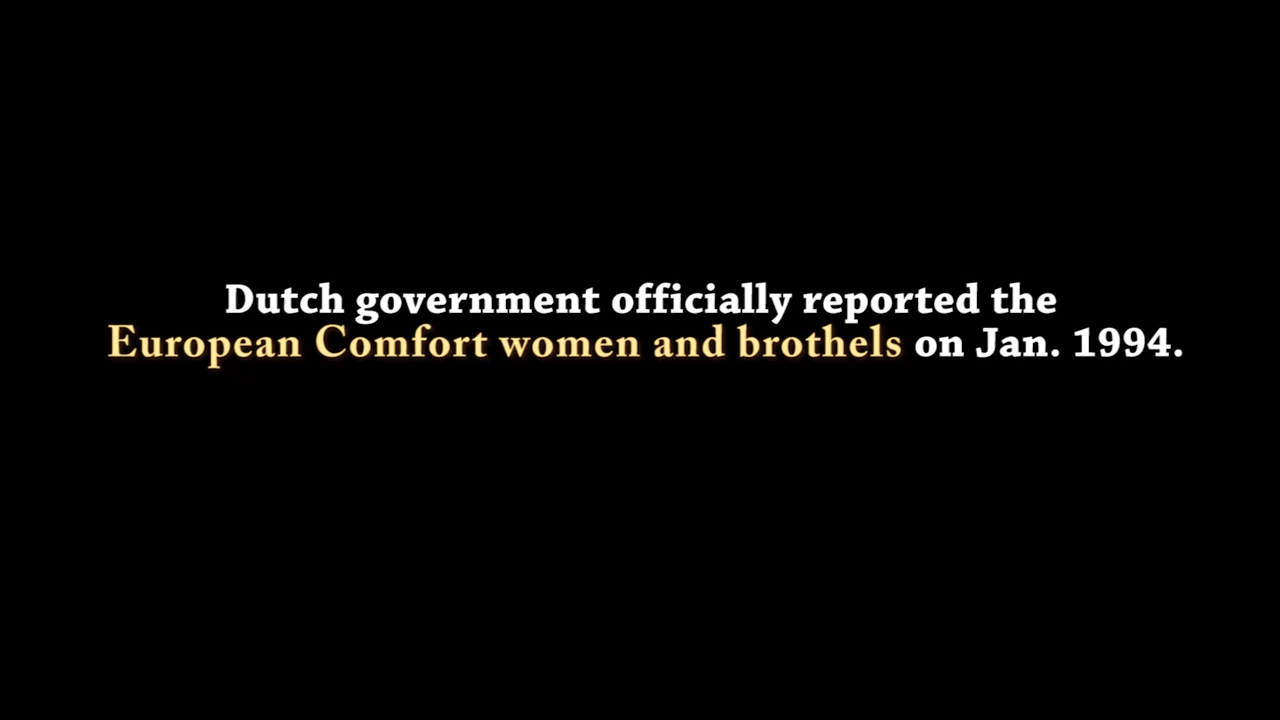 Dutch government officially reported the
European Comfort women and brothels on Jan. 1994.